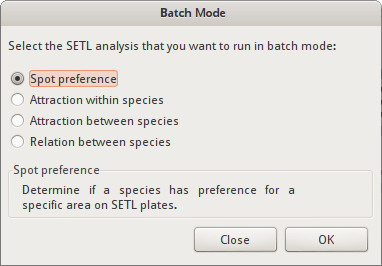 Batch Mode
Select the SETL analysis that you want to run in batch mode:
Spot preference
Attraction within species
Attraction between species
Relation between species
Spot preference
Determine if a species has preference for a
specific area on SETL plates.
Close OK